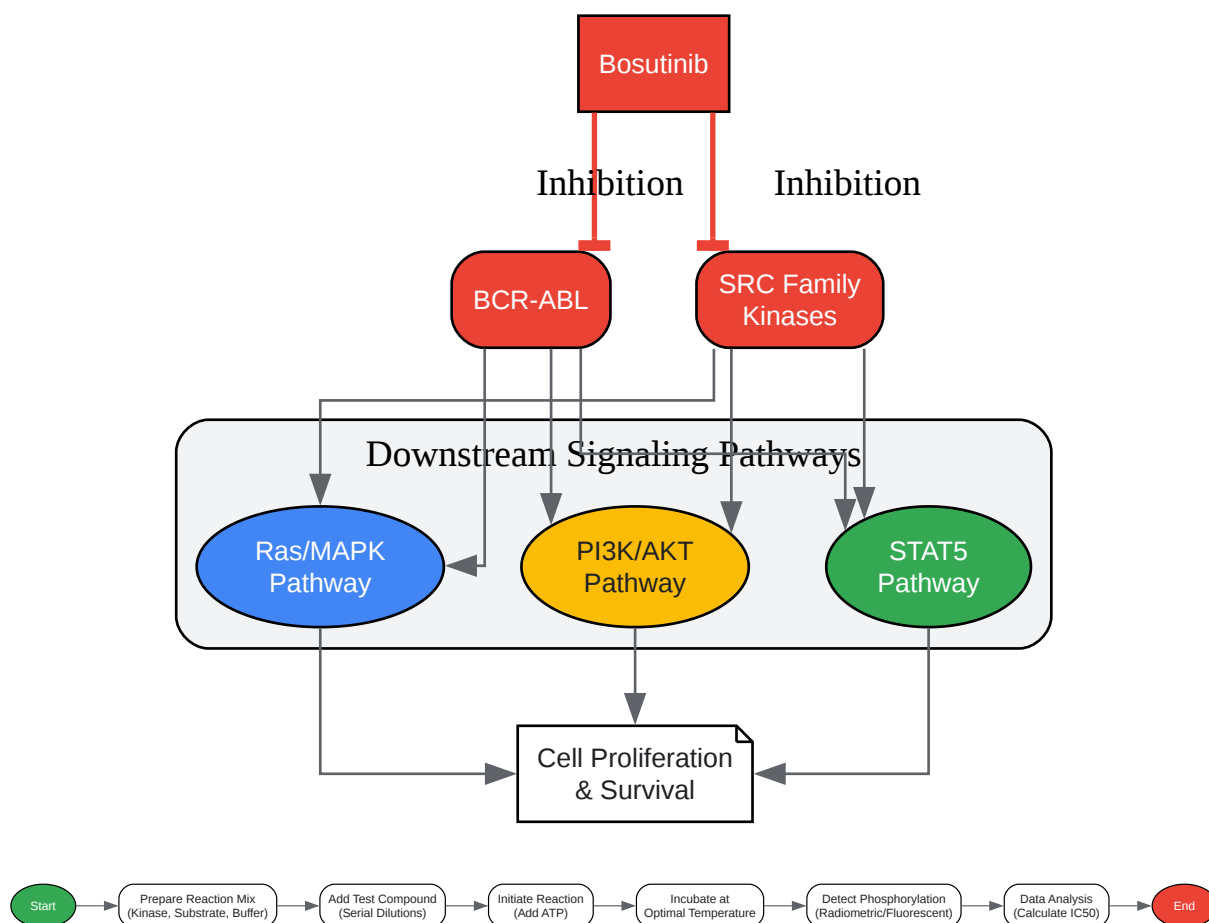 Bosutinib
Inhibition
Inhibition
BCR-ABL
SRC Family
Kinases
Downstream Signaling Pathways
Ras/MAPK
Pathway
PI3K/AKT
Pathway
STAT5
Pathway
Cell Proliferation
& Survival
Start
Prepare Reaction Mix
(Kinase, Substrate, Buffer)
Add Test Compound
(Serial Dilutions)
Initiate Reaction
(Add ATP)
Incubate at
Optimal Temperature
Detect Phosphorylation
(Radiometric/Fluorescent)
Data Analysis
(Calculate IC50)
End